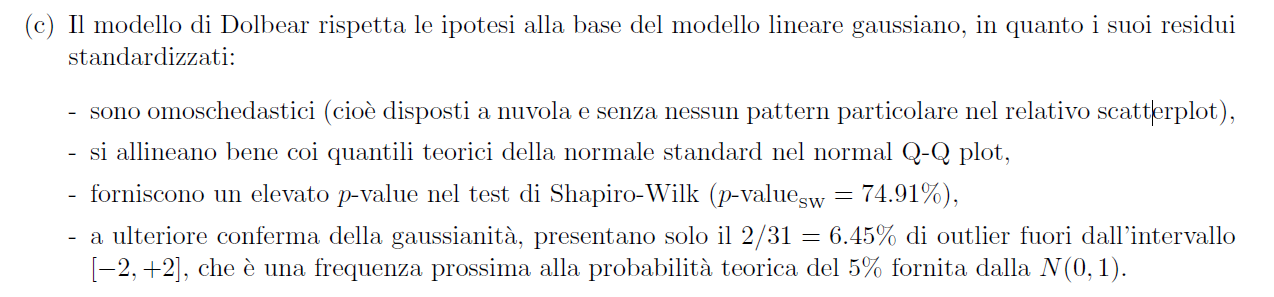 (c) Il modello di Dolbear rispetta le ipotesi alla base del modello lineare gaussiano, in quanto i suoi residui
standardizzati:
- sono omoschedastici (cioè disposti a nuvola e senza nessun pattern particolare nel relativo scatterplot),
- si allineano bene coi quantili teorici della normale standard nel normal Q-Q plot,
- forniscono un elevato p-value nel test di Shapiro-Wilk (p-value_SW = 74.91%),
- a ulteriore conferma della gaussianità, presentano solo il 2/31 = 6.45% di outlier fuori dall'intervallo
[−2, +2], che è una frequenza prossima alla probabilità teorica del 5% fornita dalla N(0, 1).